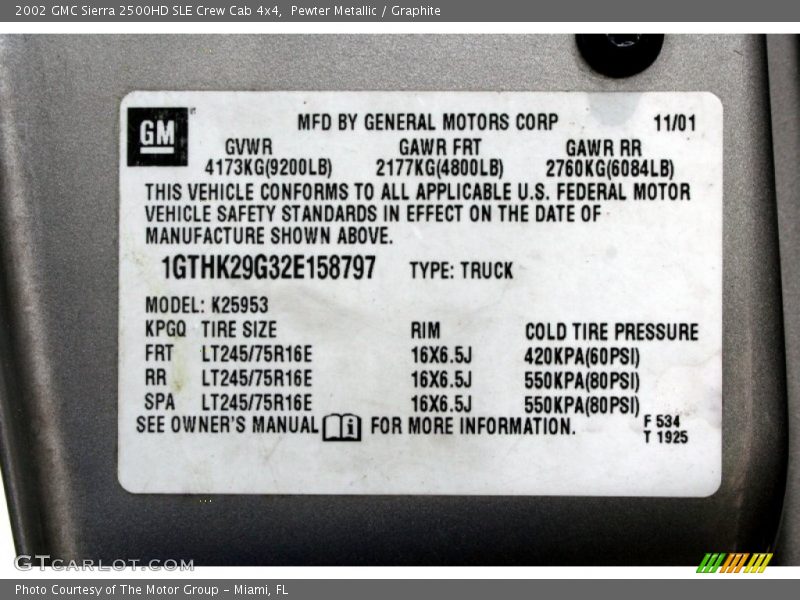 2002 GMC Sierra 2500HD SLE Crew Cab 4x4, Pewter Metallic / Graphite
GM MFD BY GENERAL MOTORS CORP 11/01
GVWR GAWR FRT GAWR RR
4173KG(9200LB) 2177KG(4800LB) 2760KG(6084LB)
THIS VEHICLE CONFORMS TO ALL APPLICABLE U.S. FEDERAL MOTOR
VEHICLE SAFETY STANDARDS IN EFFECT ON THE DATE OF
MANUFACTURE SHOWN ABOVE.
1GTHK29G32E158797 TYPE: TRUCK
MODEL: K25953
KPGQ TIRE SIZE RIM COLD TIRE PRESSURE
FRT LT245/75R16E 16X6.5J 420KPA(60PSI)
RR LT245/75R16E 16X6.5J 550KPA(80PSI)
SPA LT245/75R16E 16X6.5J 550KPA(80PSI)
SEE OWNER'S MANUAL i FOR MORE INFORMATION.
F 534
T 1925
GTCARLOT.COM
Photo Courtesy of The Motor Group - Miami, FL